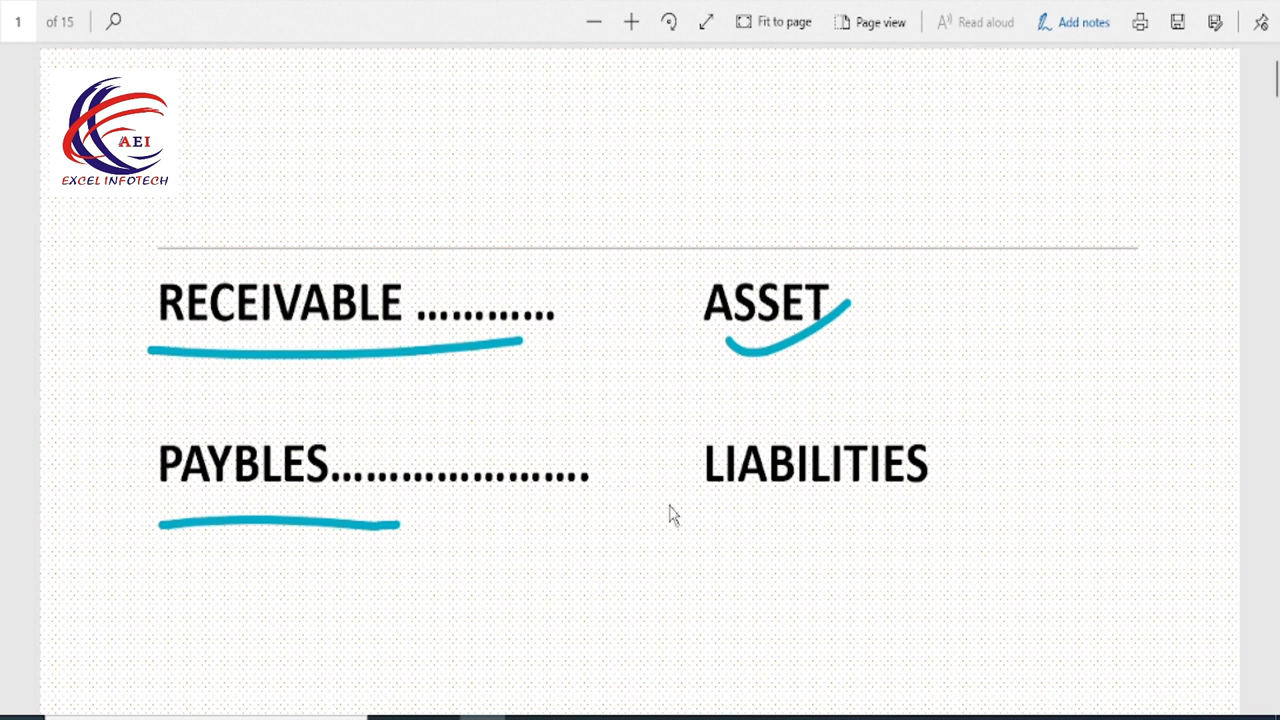 1 of 15 Fit to page Page view Read aloud Add notes
AEI
EXCEL INFOTECH
RECEIVABLE ............ ASSET
PAYBLES...................... LIABILITIES